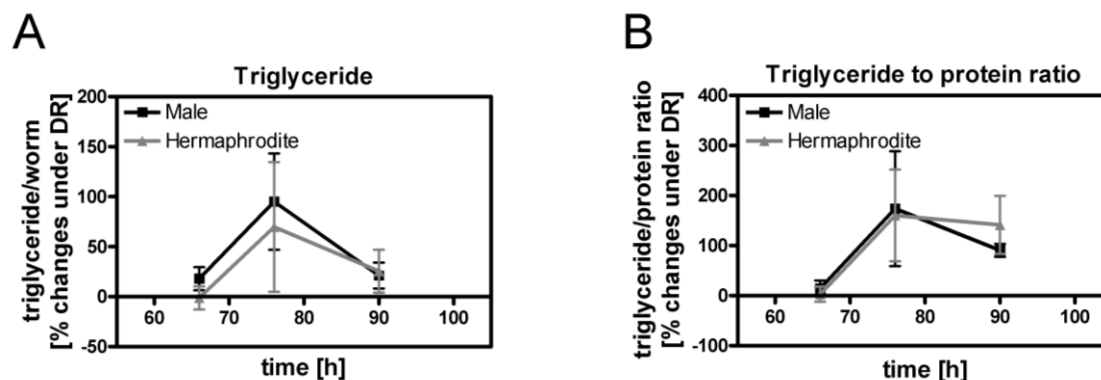 A
Triglyceride
triglyceride/worm
[% changes under DR]
200
150
100
50
0
-50
Male
Hermaphrodite
60
70
80
90
100
time [h]
B
Triglyceride to protein ratio
triglyceride/protein ratio
[% changes under DR]
400
300
200
100
0
-100
Male
Hermaphrodite
60
70
80
90
100
time [h]